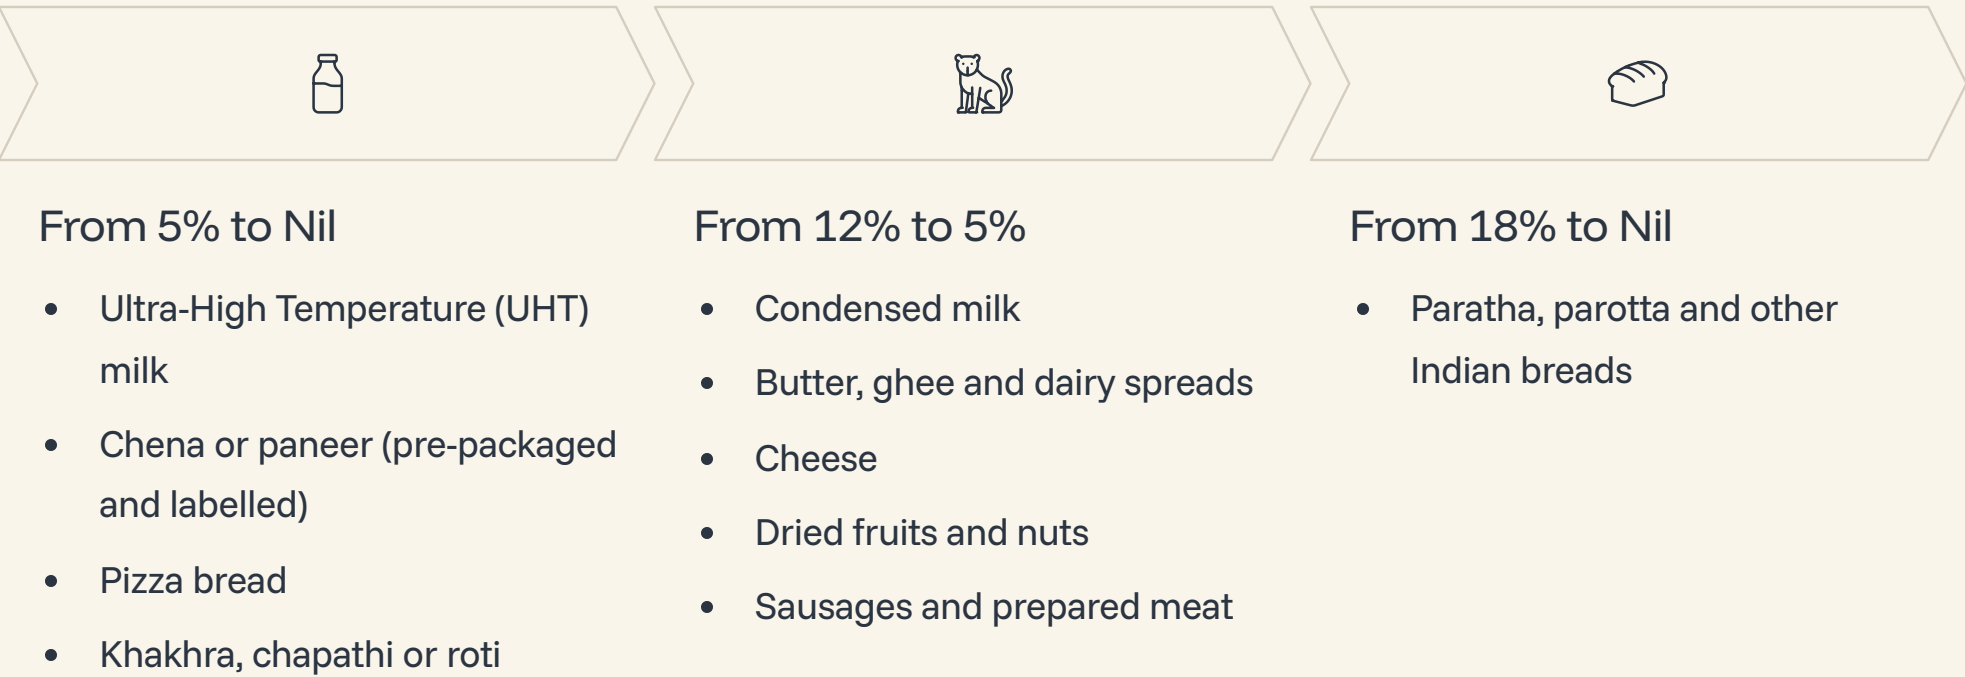 From 5% to Nil
• Ultra-High Temperature (UHT)
milk
• Chena or paneer (pre-packaged
and labelled)
• Pizza bread
• Khakhra, chapathi or roti
From 12% to 5%
• Condensed milk
• Butter, ghee and dairy spreads
• Cheese
• Dried fruits and nuts
• Sausages and prepared meat
From 18% to Nil
• Paratha, parotta and other
Indian breads